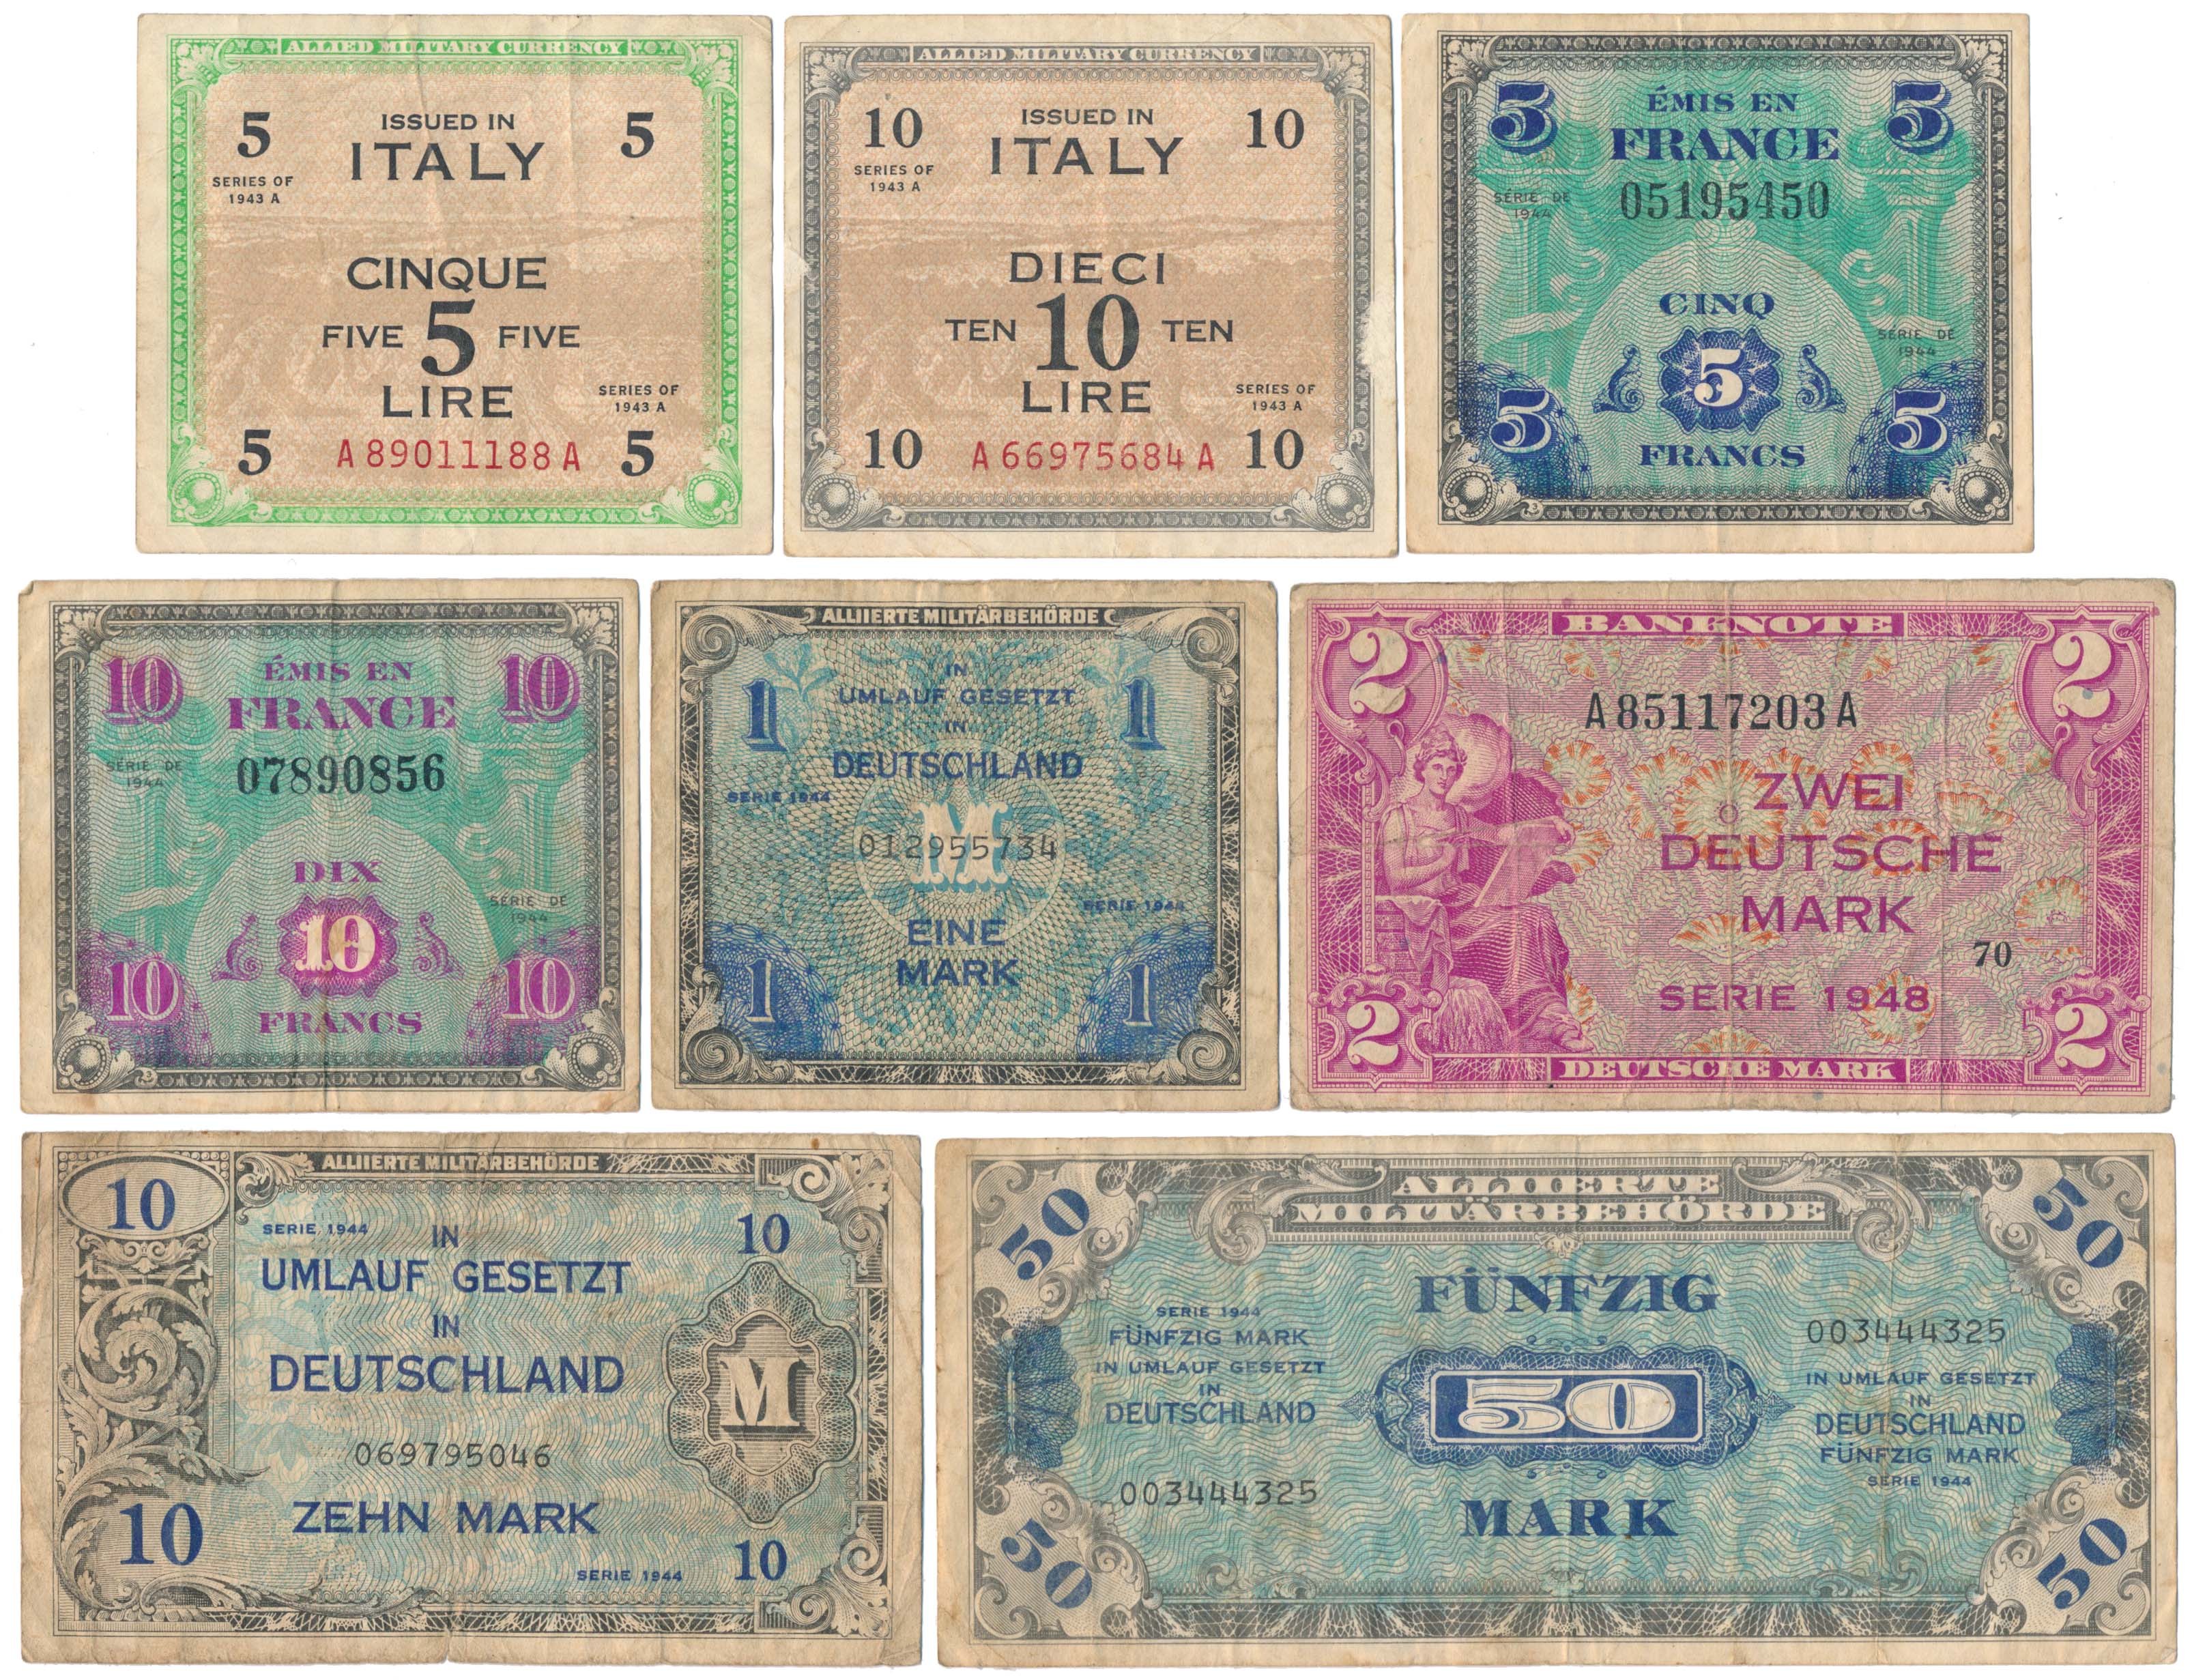 ALLIED MILITARY CURRENCY
5 ISSUED IN 5
ITALY
SERIES OF
1943 A
CINQUE
FIVE 5 FIVE
LIRE
SERIES OF
1943 A
5 A89011188A 5
ALLIED MILITARY CURRENCY
10 ISSUED IN 10
ITALY
SERIES OF
1943 A
DIECI
TEN 10 TEN
LIRE
SERIES OF
1943 A
10 A66975684A 10
5 ÉMIS EN 5
FRANCE
SÉRIE DE
1944
05195450
CINQ
SÉRIE DE
1944
5
5 5
FRANCS
10 ÉMIS EN 10
FRANCE
SÉRIE DE
1944
07890856
DIX
SÉRIE DE
1944
10
10 10
FRANCS
ALLIIERTE MILITÄRBEHÖRDE
IN
1 UMLAUF GESETZT 1
IN
DEUTSCHLAND
SERIE 1944
M
012955734
SERIE 1944
EINE
1 MARK 1
2 BANKNOTE 2
A85117203A
ZWEI
DEUTSCHE
MARK
70
SERIE 1948
2 DEUTSCHE MARK 2
ALLIIERTE MILITÄRBEHÖRDE
10
SERIE 1944 IN 10
UMLAUF GESETZT
IN
DEUTSCHLAND
M
069795046
10 ZEHN MARK
SERIE 1944 10
ALLIIERTE
MILITÄRBEHÖRDE
50 50
FÜNFZIG
SERIE 1944
FÜNFZIG MARK
IN UMLAUF GESETZT
IN
DEUTSCHLAND
003444325
50
003444325
IN UMLAUF GESETZT
IN
DEUTSCHLAND
FÜNFZIG MARK
SERIE 1944
MARK
50 50